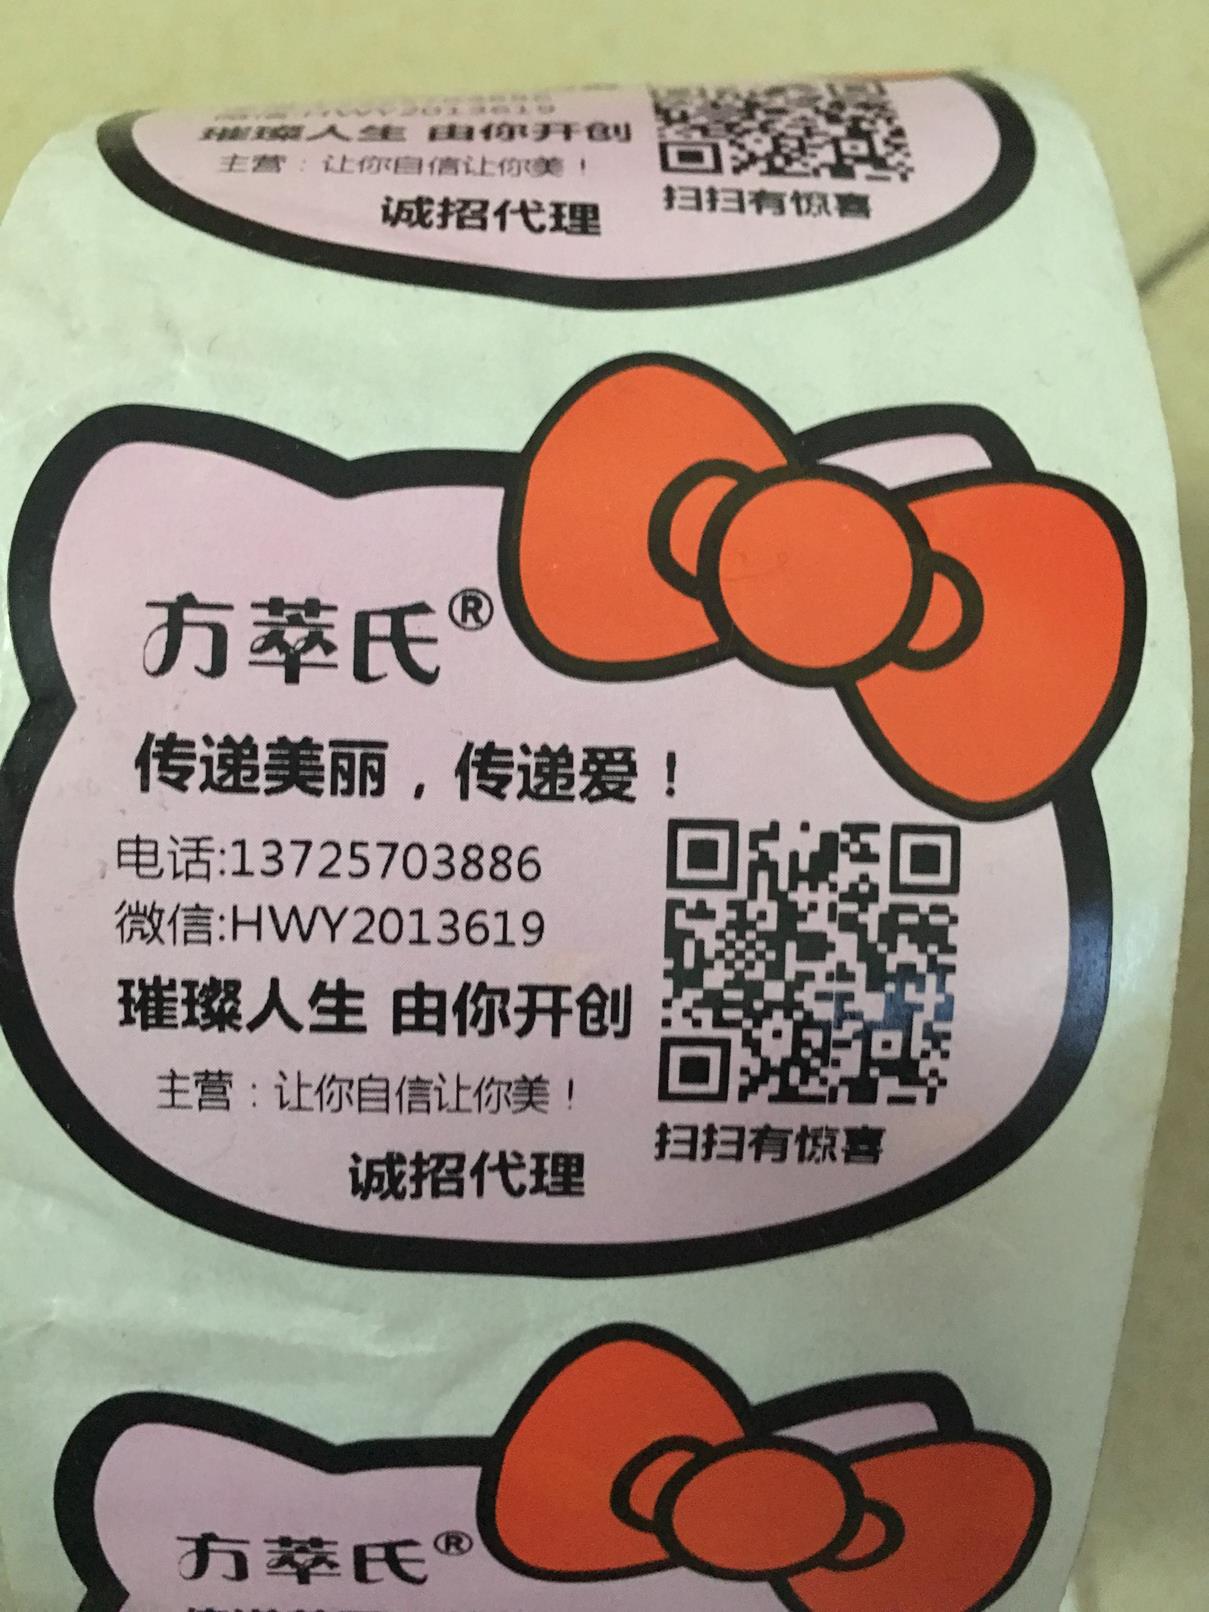 微信:HWY2013619
璀璨人生 由你开创
主营：让你自信让你美！
诚招代理
扫扫有惊喜
方萃氏®
传递美丽，传递爱！
电话:13725703886
微信:HWY2013619
璀璨人生 由你开创
主营：让你自信让你美！
诚招代理
扫扫有惊喜
方萃氏®